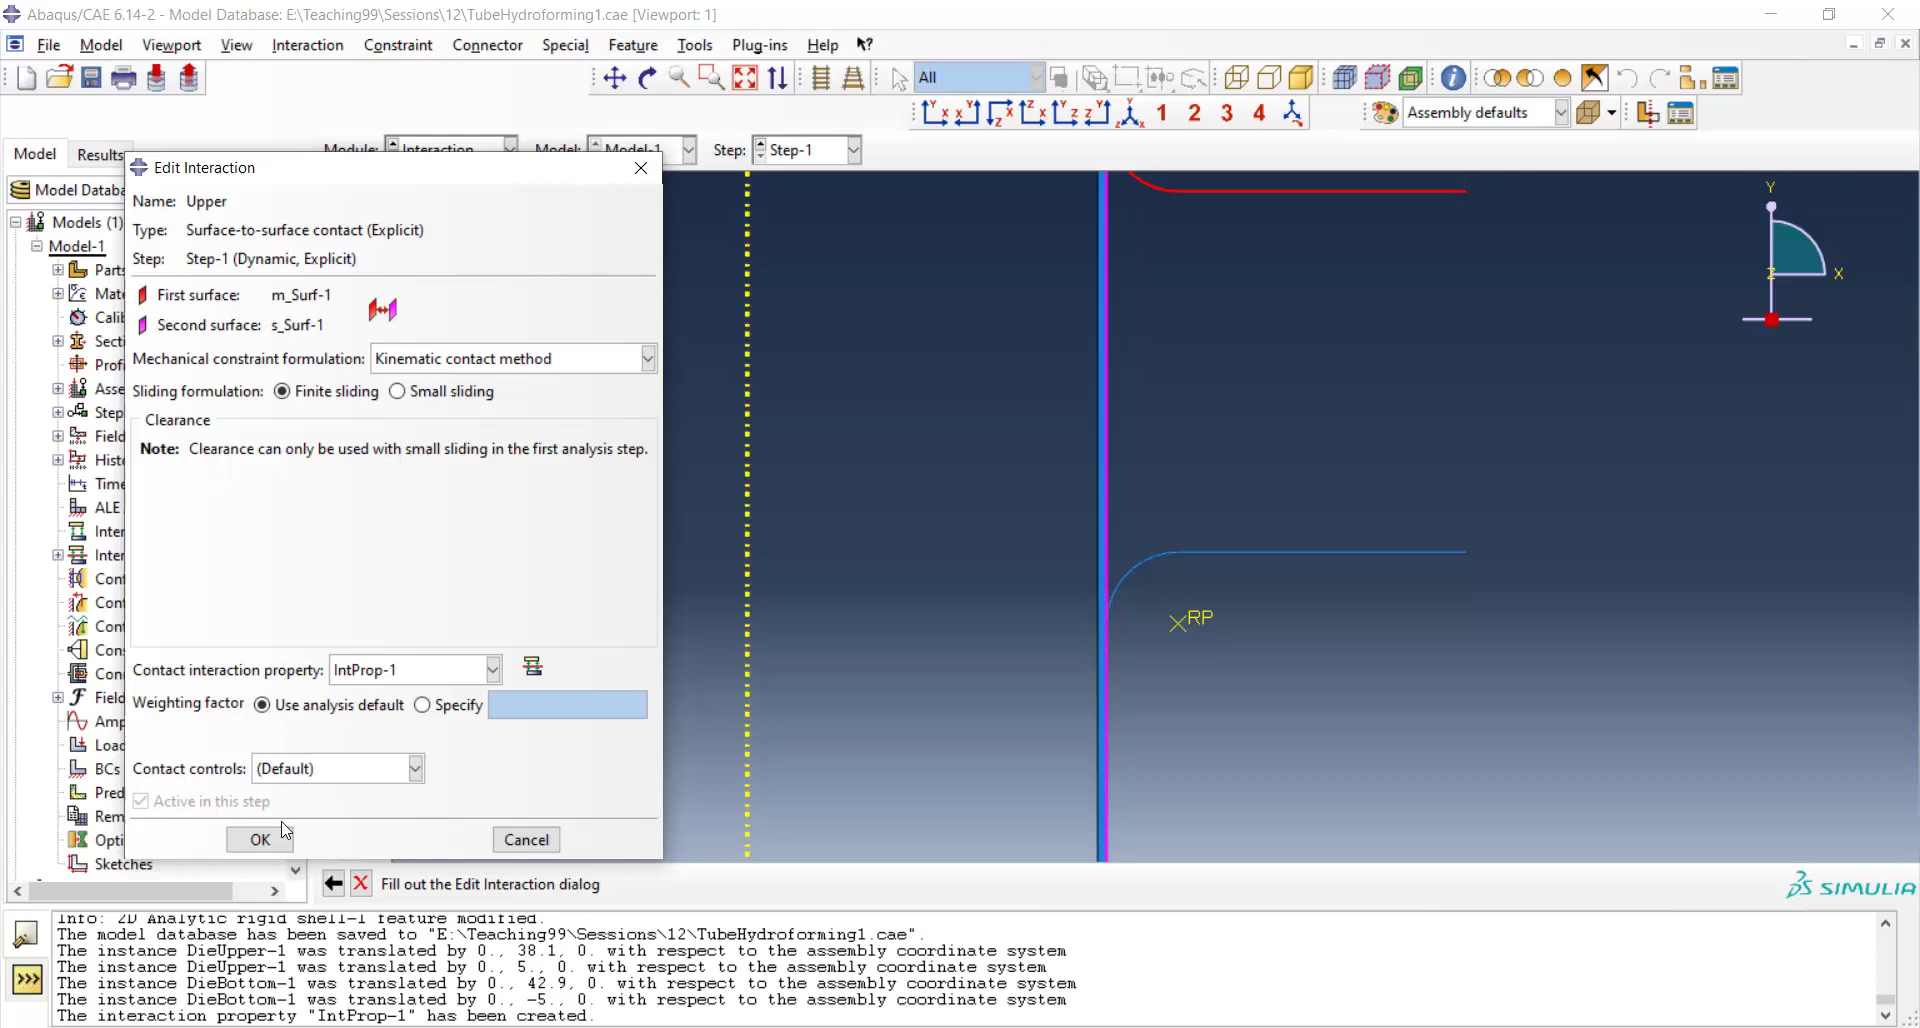 Abaqus/CAE 6.14-2 - Model Database: E:\Teaching99\Sessions\12\TubeHydroforming1.cae [Viewport: 1]
File Model Viewport View Interaction Constraint Connector Special Feature Tools Plug-ins Help
All
1 2 3 4 Assembly defaults
Model Results Module: Interaction Model: Model-1 Step: Step-1
Edit Interaction
Model Databa
Name: Upper
Models (1)
Type: Surface-to-surface contact (Explicit)
Model-1
Step: Step-1 (Dynamic, Explicit)
Parts
Mate
First surface: m_Surf-1
Calib
Second surface: s_Surf-1
Secti
Mechanical constraint formulation: Kinematic contact method
Profi
Asse
Sliding formulation: Finite sliding Small sliding
Step
Clearance
Field
Note: Clearance can only be used with small sliding in the first analysis step.
Histo
Time
ALE
Inter
Inter
Cont
Cont
Cont
Cons
Conn
Contact interaction property: IntProp-1
Field
Weighting factor Use analysis default Specify
Amp
Load
BCs
Contact controls: (Default)
Pred
Active in this step
Rem
Opti
OK Cancel
Sketches
Y
Z X
RP
Fill out the Edit Interaction dialog
SIMULIA
Info: 2D Analytic rigid shell-1 feature modified.
The model database has been saved to "E:\Teaching99\Sessions\12\TubeHydroforming1.cae".
The instance DieUpper-1 was translated by 0., 38.1, 0. with respect to the assembly coordinate system
The instance DieUpper-1 was translated by 0., 5., 0. with respect to the assembly coordinate system
The instance DieBottom-1 was translated by 0., 42.9, 0. with respect to the assembly coordinate system
The instance DieBottom-1 was translated by 0., -5., 0. with respect to the assembly coordinate system
The interaction property "IntProp-1" has been created.